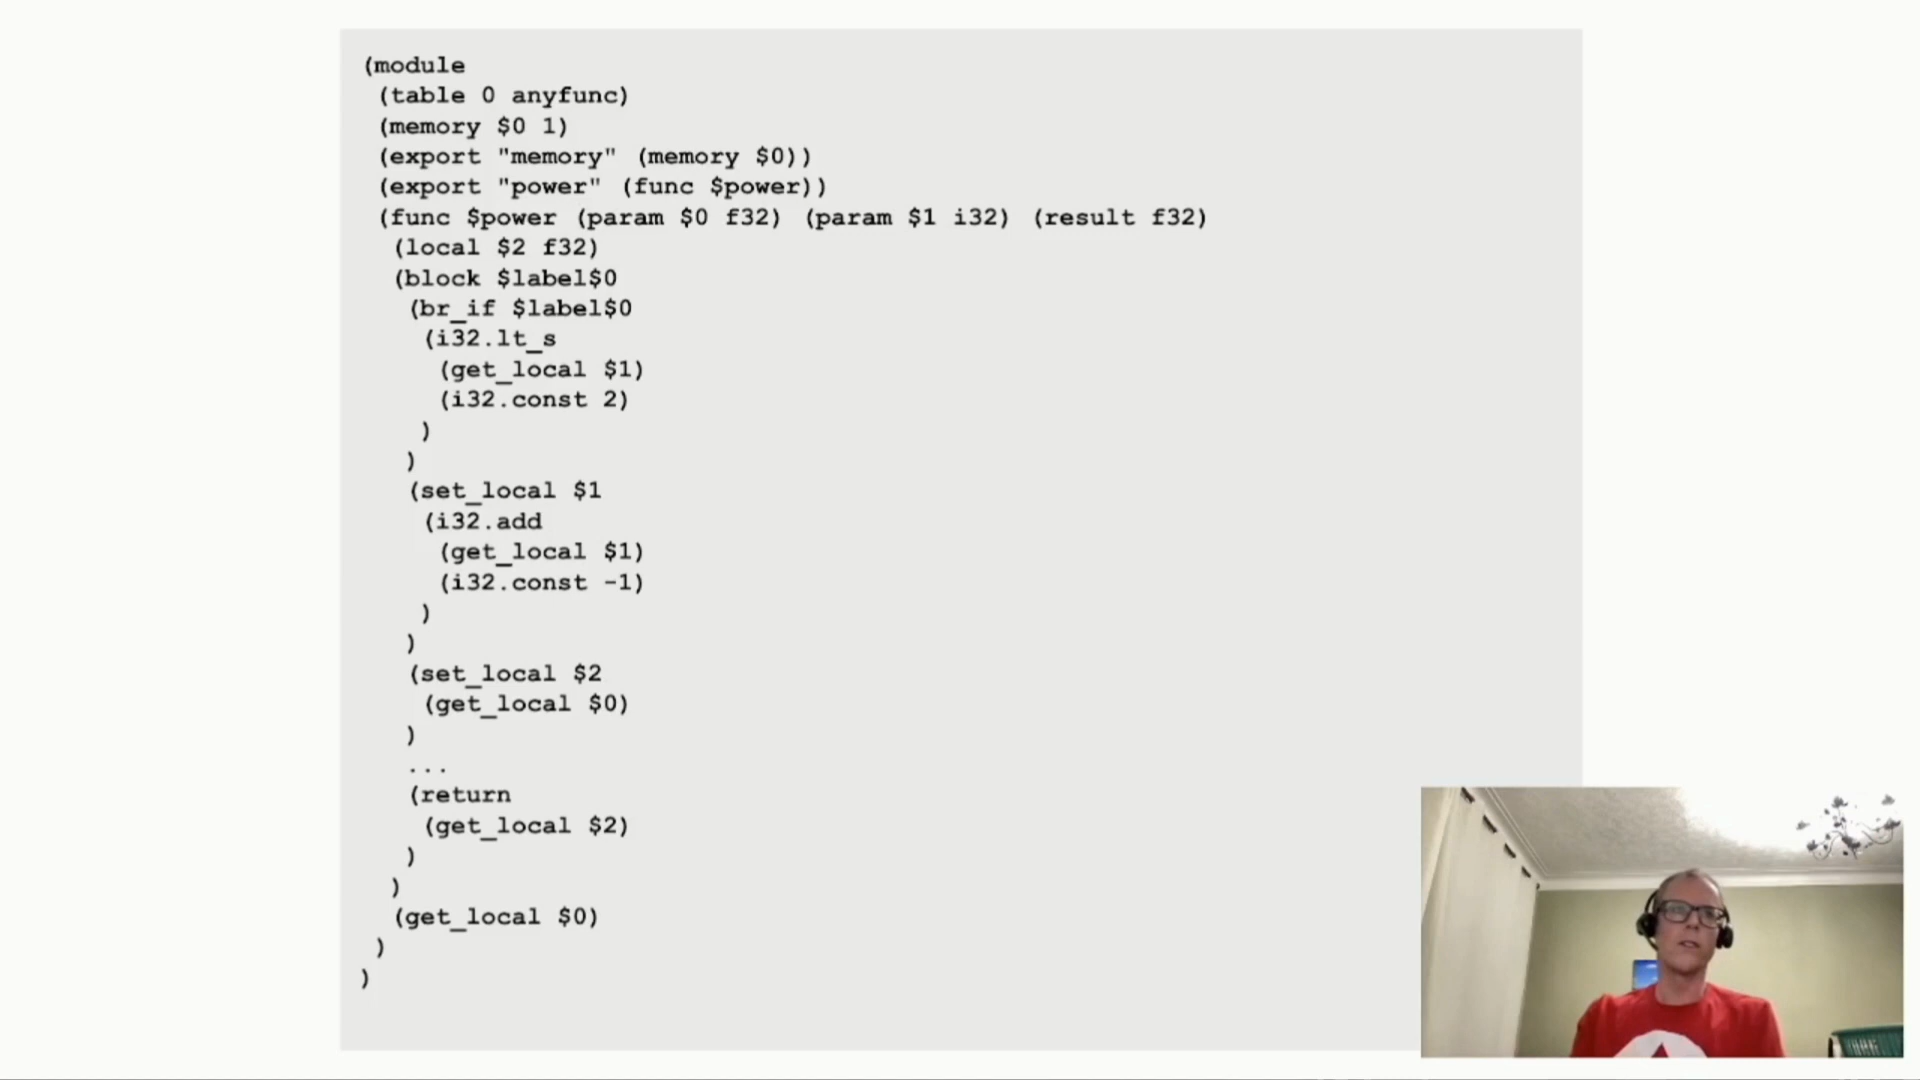 (module
(table 0 anyfunc)
(memory $0 1)
(export "memory" (memory $0))
(export "power" (func $power))
(func $power (param $0 f32) (param $1 i32) (result f32)
(local $2 f32)
(block $label$0
(br_if $label$0
(i32.lt_s
(get_local $1)
(i32.const 2)
)
)
(set_local $1
(i32.add
(get_local $1)
(i32.const -1)
)
)
(set_local $2
(get_local $0)
)
...
(return
(get_local $2)
)
)
(get_local $0)
)
)